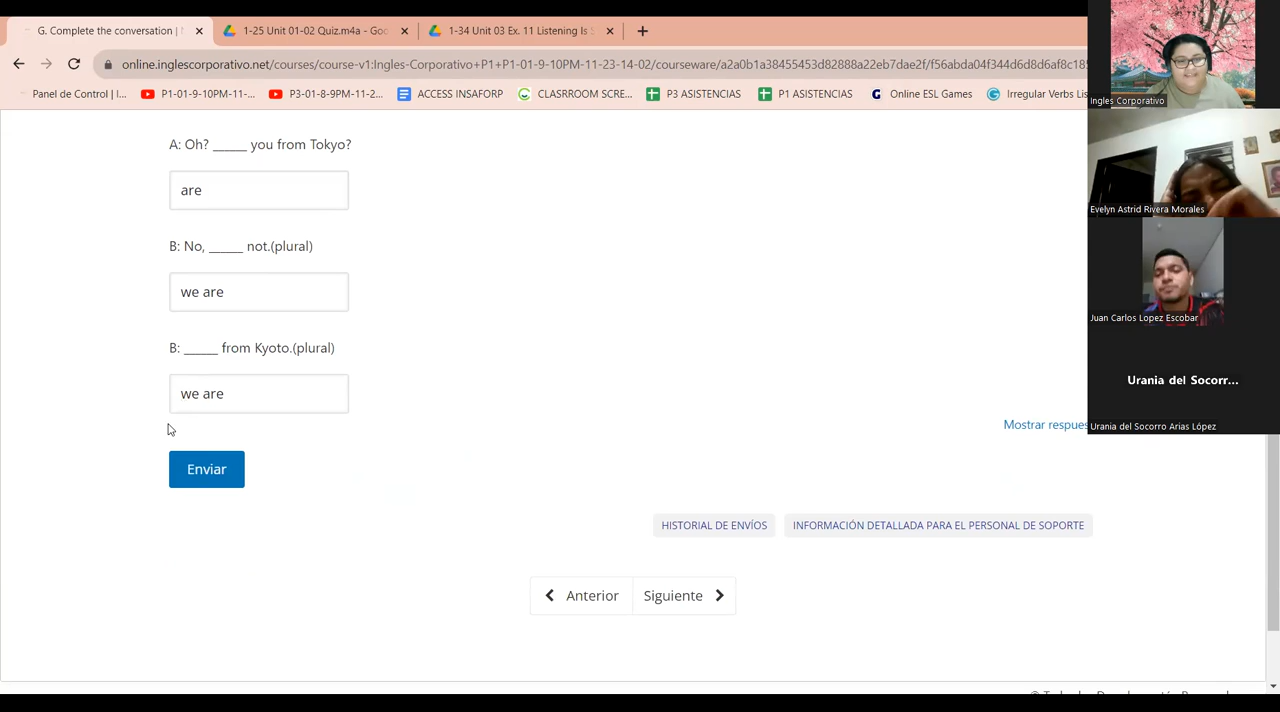 G. Complete the conversation |
1-25 Unit 01-02 Quiz.m4a - Goo
1-34 Unit 03 Ex. 11 Listening Is S
online.inglescorporativo.net/courses/course-v1:Ingles-Corporativo+P1+P1-01-9-10PM-11-23-14-02/courseware/a2a0b1a38455453d82888a22eb7dae2f/f56abda04f344d6d8d6af8c185
Panel de Control | I...
P1-01-9-10PM-11-...
P3-01-8-9PM-11-2...
ACCESOS AFORP
CLASRROOM SCRE...
P3 ASISTENCIAS
P1 ASISTENCIAS
Online ESL Games
Irregular Verbs Lis
Ingles Corporativo
A: Oh? _____ you from Tokyo?
are
Evelyn Astrid Rivera Morales
B: No, _____ not.(plural)
we are
Juan Carlos Lopez Escobar
B: _____ from Kyoto.(plural)
we are
Urania del Socorr...
Urania del Socorro Arias López
Mostrar respues
Enviar
HISTORIAL DE ENVÍOS
INFORMACIÓN DETALLADA PARA EL PERSONAL DE SOPORTE
Anterior
Siguiente